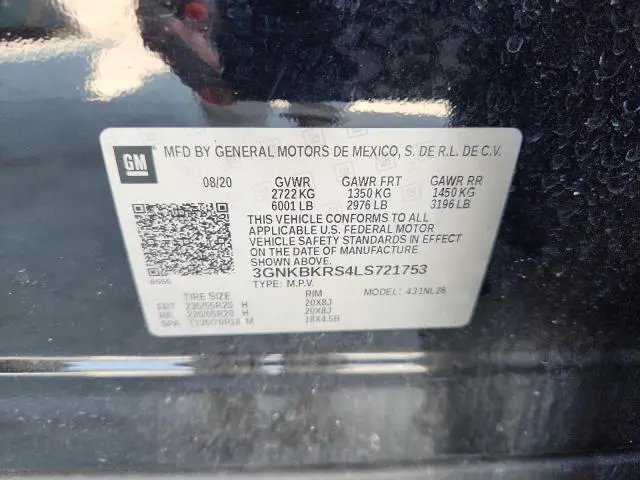 GM
MFD BY GENERAL MOTORS DE MEXICO, S. DE R.L. DE C.V.
08/20 GVWR GAWR FRT GAWR RR
2722 KG 1350 KG 1450 KG
6001 LB 2976 LB 3196 LB
THIS VEHICLE CONFORMS TO ALL
APPLICABLE U.S. FEDERAL MOTOR
VEHICLE SAFETY STANDARDS IN EFFECT
ON THE DATE OF MANUFACTURE
SHOWN ABOVE.
3GNKBKRS4LS721753
TYPE: M.P.V. MODEL: 431NL26
TIRE RIM
FRT 235/55R20 H 20X8J
RR 235/55R20 H 20X8J
SPA T135/70R18 M 18X4.5B